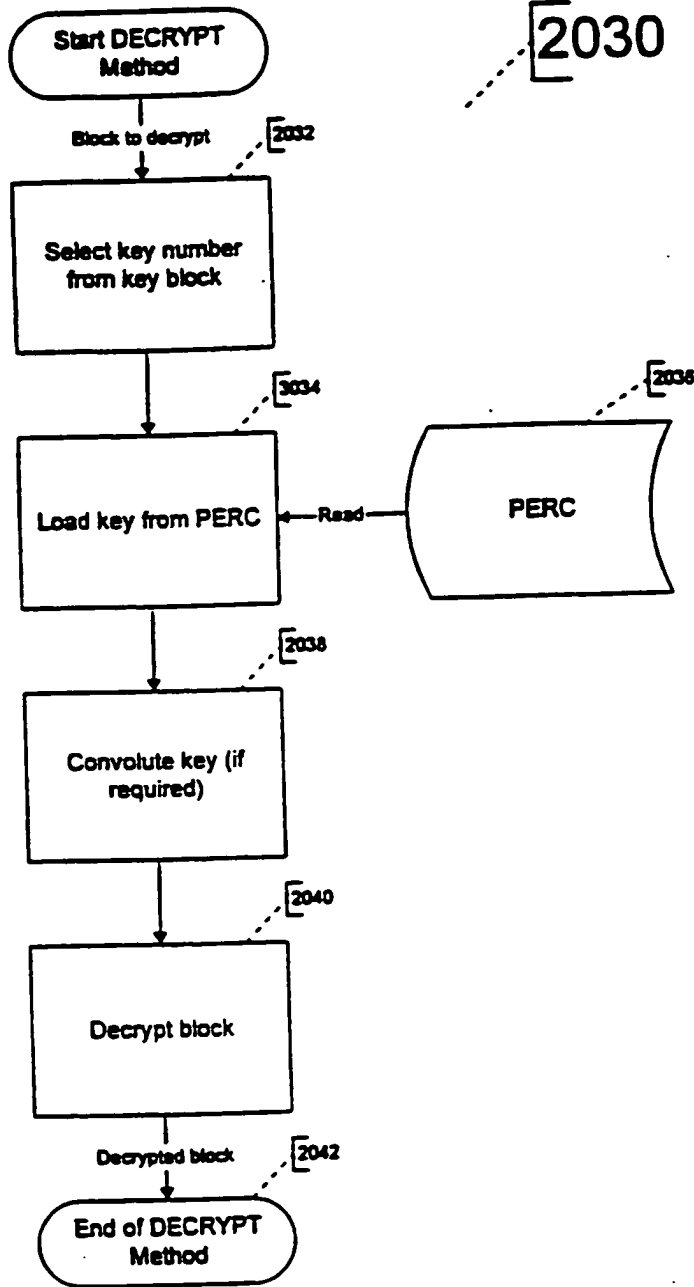 Start DECRYPT
Method
2030
Block to decrypt
2032
Select key number
from key block
3034
2036
Load key from PERC
Read
PERC
2038
Convolute key (if
required)
2040
Decrypt block
Decrypted block
2042
End of DECRYPT
Method